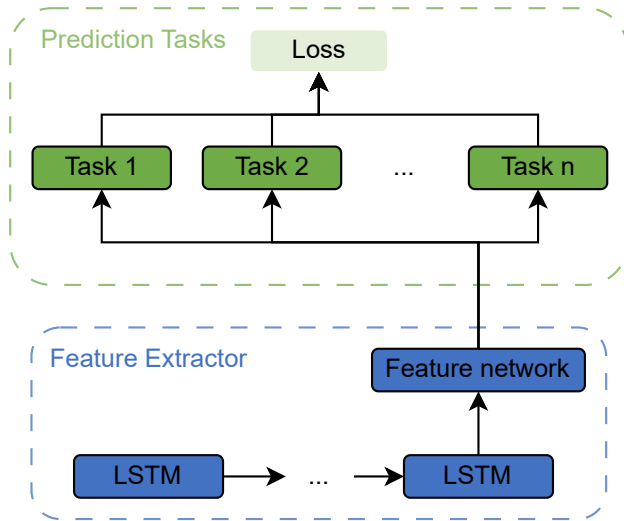 Prediction Tasks
Loss
Task 1
Task 2
...
Task n
Feature Extractor
Feature network
LSTM
...
LSTM